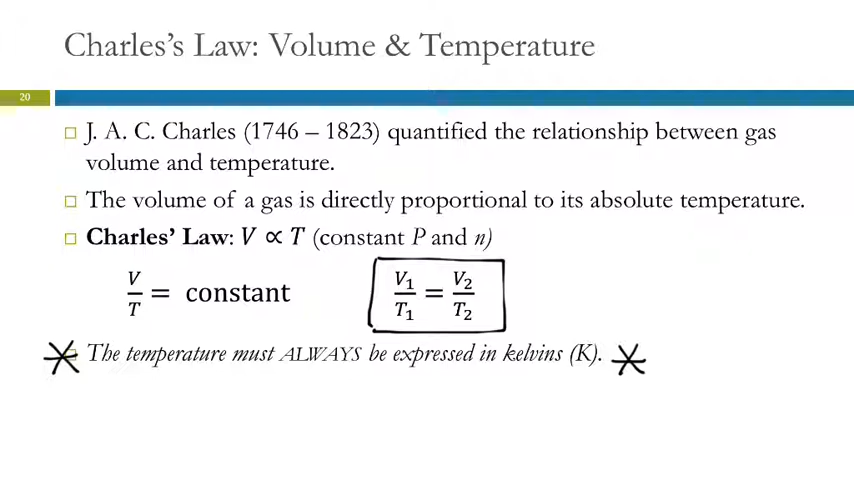 Charles's Law: Volume & Temperature
20
J. A. C. Charles (1746 – 1823) quantified the relationship between gas
volume and temperature.
The volume of a gas is directly proportional to its absolute temperature.
Charles' Law: V ∝ T (constant P and n)
V/T = constant V₁/T₁ = V₂/T₂
The temperature must ALWAYS be expressed in kelvins (K).